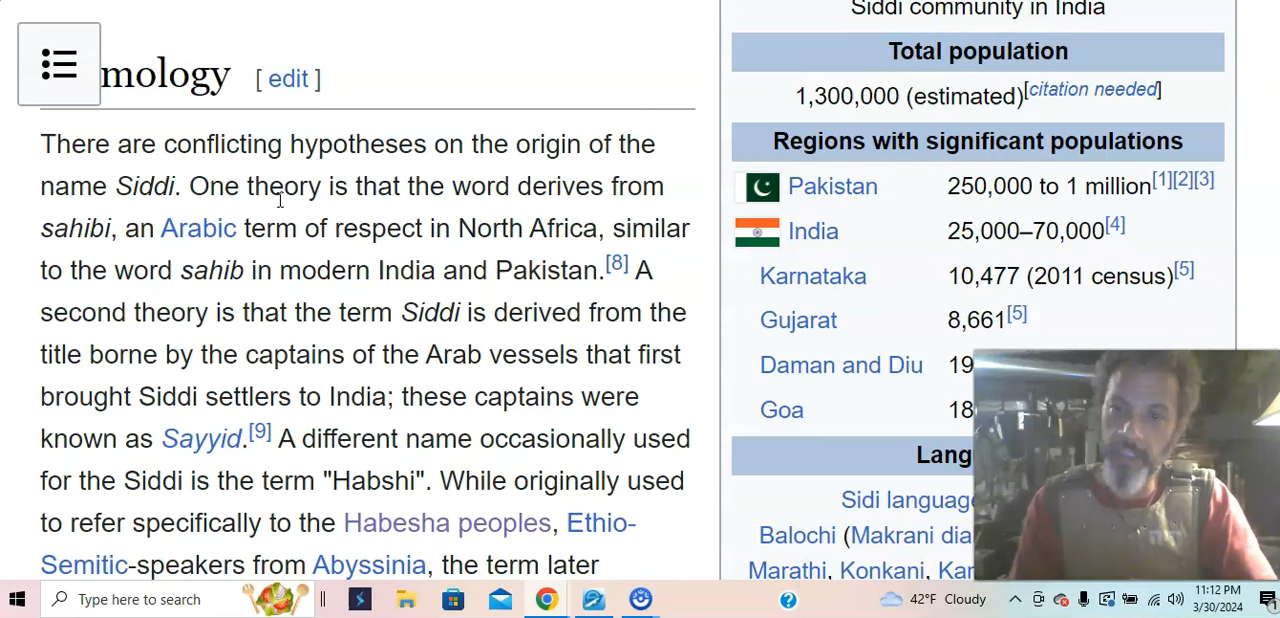 mology [ edit ]
There are conflicting hypotheses on the origin of the
name Siddi. One theory is that the word derives from
sahibi, an Arabic term of respect in North Africa, similar
to the word sahib in modern India and Pakistan.[8] A
second theory is that the term Siddi is derived from the
title borne by the captains of the Arab vessels that first
brought Siddi settlers to India; these captains were
known as Sayyid.[9] A different name occasionally used
for the Siddi is the term "Habshi". While originally used
to refer specifically to the Habesha peoples, Ethio-
Semitic-speakers from Abyssinia, the term later
Siddi community in India
Total population
1,300,000 (estimated)[citation needed]
Regions with significant populations
Pakistan 250,000 to 1 million[1][2][3]
India 25,000–70,000[4]
Karnataka 10,477 (2011 census)[5]
Gujarat 8,661[5]
Daman and Diu 19
Goa 18
Lang
Sidi language
Balochi (Makrani dia
Marathi, Konkani, Kan
Type here to search
42°F Cloudy
11:12 PM
3/30/2024